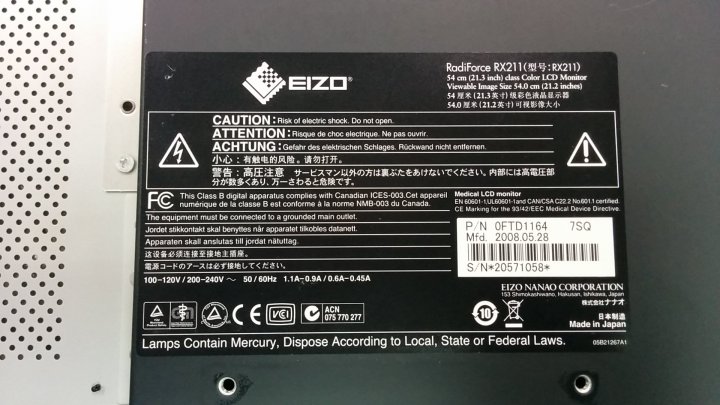 EIZO®
RadiForce RX211(型号:RX211)
54 cm (21.3 inch) class Color LCD Monitor
Viewable Image Size 54.0 cm (21.2 inches)
54 厘米 (21.3英寸) 级彩色液晶显示器
54.0 厘米 (21.2英寸) 可视影像大小
CAUTION: Risk of electric shock. Do not open.
ATTENTION: Risque de choc electrique. Ne pas ouvrir.
ACHTUNG: Gefahr des elektrischen Schlages. Rückwand nicht entfernen.
小心: 有触电的风险。请勿打开。
警告: 高圧注意 サービスマン以外の方は裏ぶたをあけないでください。内部には高電圧部
分が数多くあり、万一さわると危険です。
FC This Class B digital apparatus complies with Canadian ICES-003. Cet appareil
numérique de la classe B est conforme à la norme NMB-003 du Canada.
The equipment must be connected to a grounded main outlet.
Jordet stikkontakt skal benyttes når apparatet tilkobles datanett.
Apparaten skall anslutas till jordat nätuttag.
这设备必须连接至接地主插座。
電源コードのアースは必ず接地してください。
100-120V / 200-240V ~ 50 / 60Hz 1.1A-0.9A / 0.6A-0.45A
Medical LCD monitor
EN 60601-1,UL60601-1and CAN/CSA C22.2 No601.1 certified.
CE Marking for the 93/42/EEC Medical Device Directive.
P/N 0FTD1164 7SQ
Mfd. 2008.05.28
S/N*20571058*
EIZO NANAO CORPORATION
153 Shimokashiwano, Hakusan, Ishikawa, Japan
株式会社ナナオ
CE
VCI
ACN
075 770 277
10
日本制造
Made in Japan
Lamps Contain Mercury, Dispose According to Local, State or Federal Laws.
05B21267A1